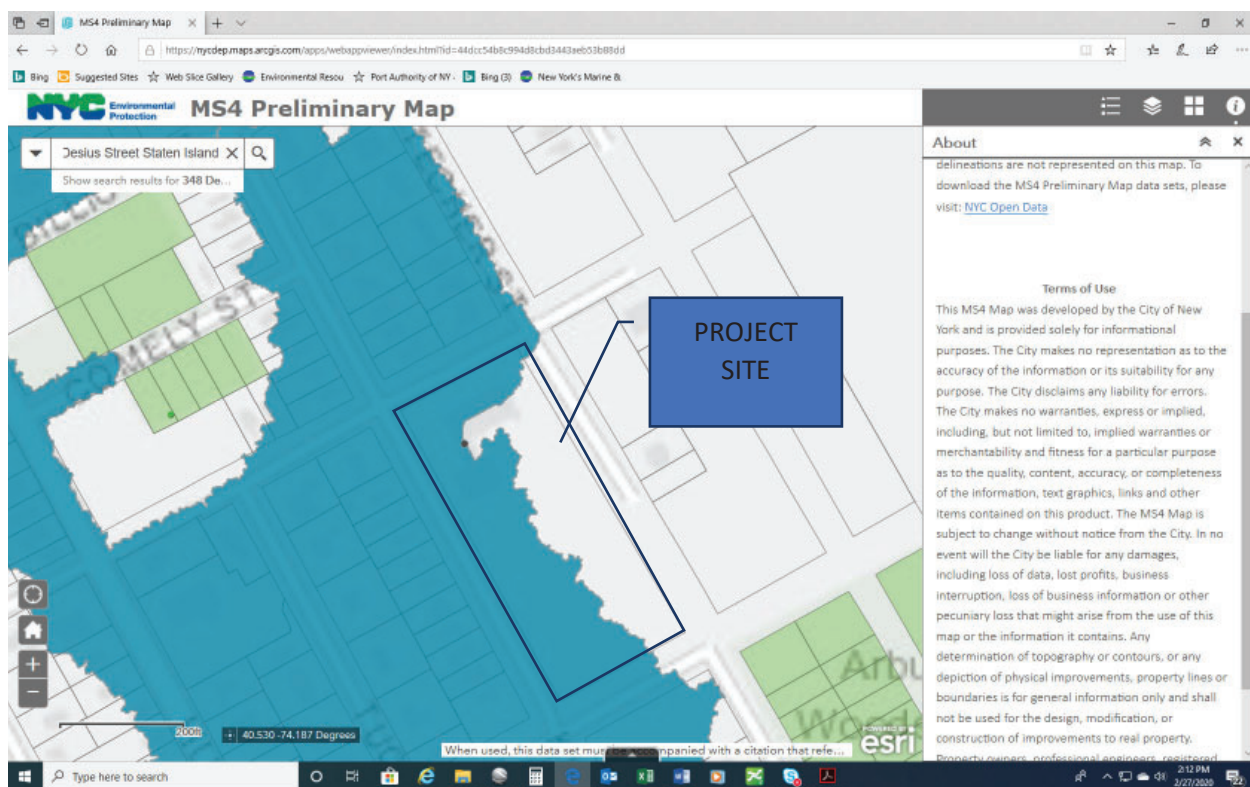 MS4 Preliminary Map
https://nycdep.maps.arcgis.com/apps/webappviewer/index.html?id=44dcc54b8c994d8cbd3443aeb53b88dd
Bing
Suggested Sites
Web Slice Gallery
Environmental Resou
Port Authority of NY -
Bing (3)
New York's Marine &
NYC Environmental Protection
MS4 Preliminary Map
Desius Street Staten Island
Show search results for 348 De...
COMELY ST
PROJECT
SITE
Arbu
200ft
40.530 -74.187 Degrees
When used, this data set must be accompanied with a citation that refe...
POWERED BY
esri
About
delineations are not represented on this map. To
download the MS4 Preliminary Map data sets, please
visit: NYC Open Data
Terms of Use
This MS4 Map was developed by the City of New
York and is provided solely for informational
purposes. The City makes no representation as to the
accuracy of the information or its suitability for any
purpose. The City disclaims any liability for errors.
The City makes no warranties, express or implied,
including, but not limited to, implied warranties or
merchantability and fitness for a particular purpose
as to the quality, content, accuracy, or completeness
of the information, text graphics, links and other
items contained on this product. The MS4 Map is
subject to change without notice from the City. In no
event will the City be liable for any damages,
including loss of data, lost profits, business
interruption, loss of business information or other
pecuniary loss that might arise from the use of this
map or the information it contains. Any
determination of topography or contours, or any
depiction of physical improvements, property lines or
boundaries is for general information only and shall
not be used for the design, modification, or
construction of improvements to real property.
Property owners, professional engineers, registered
Type here to search
2:12 PM
2/27/2020
22